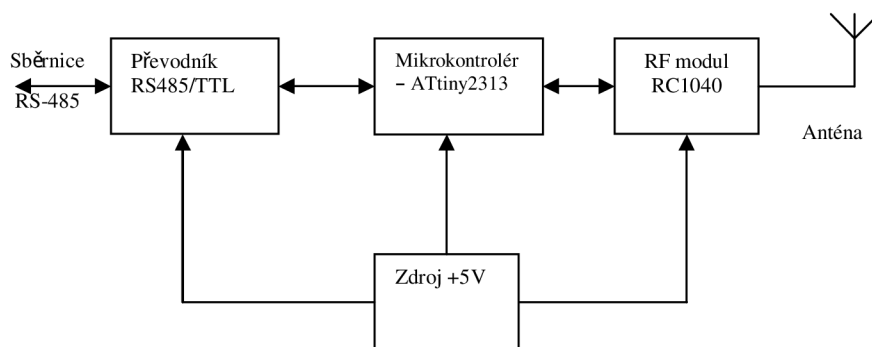 Sběrnice
RS-485
Převodník
RS485/TTL
Mikrokontrolér
– ATtiny2313
RF modul
RC1040
Anténa
Zdroj +5V